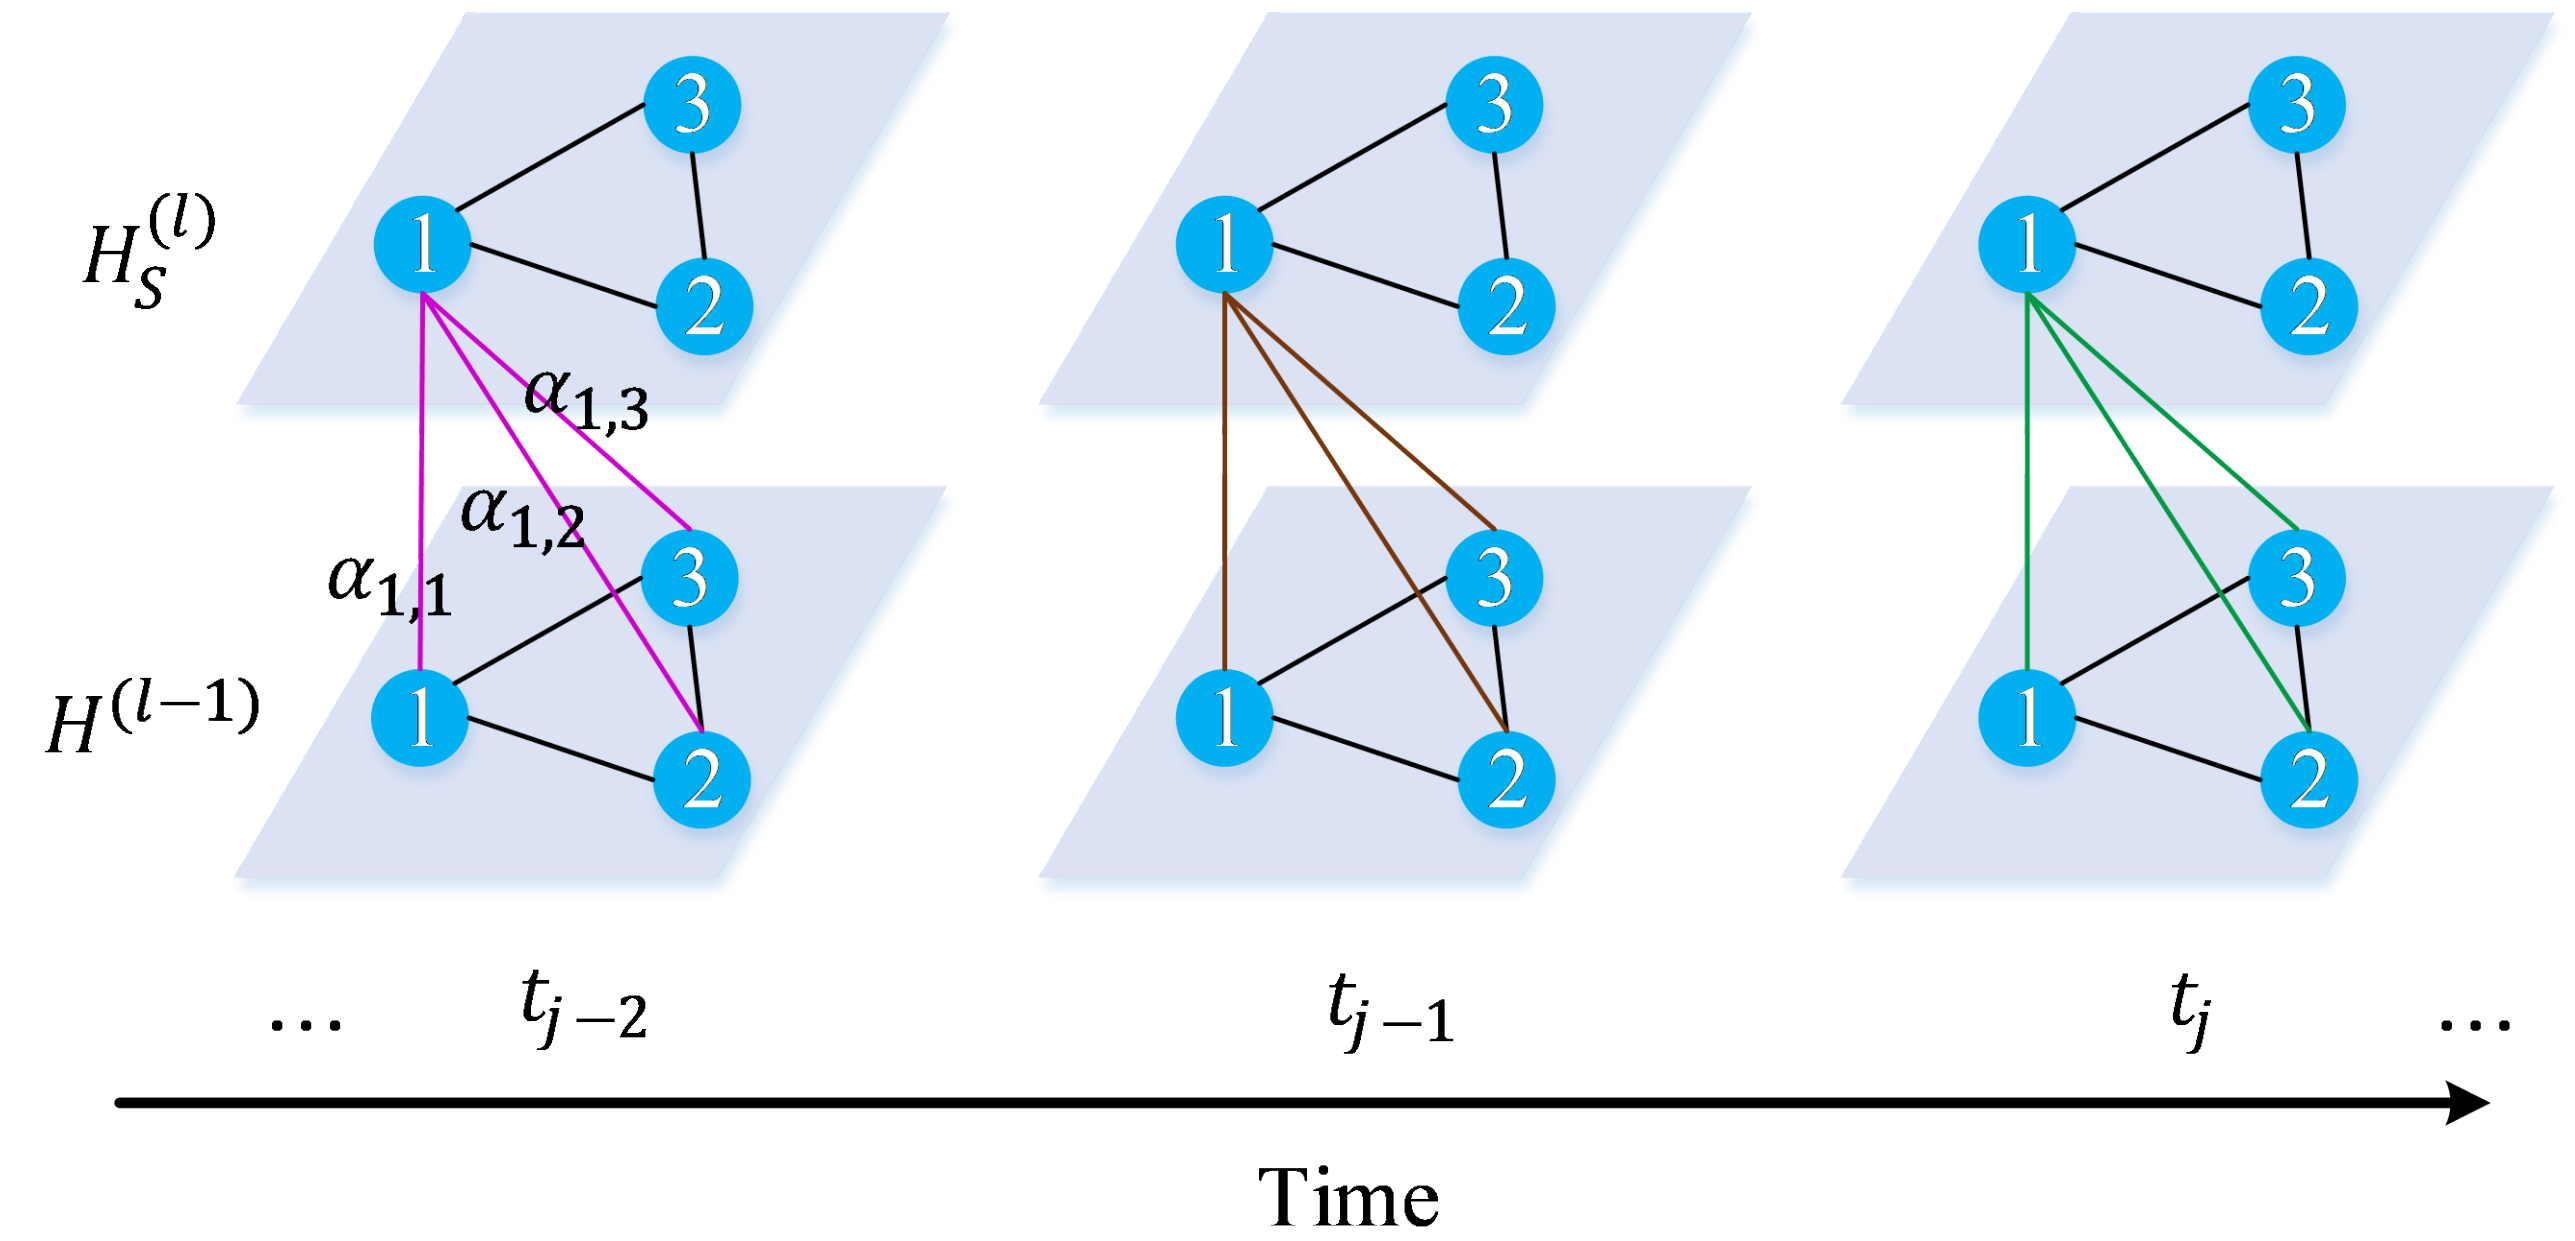 3
3
3
1
1
1
2
2
2
H_S^{(l)}
α_{1,3}
α_{1,2}
α_{1,1}
3
3
3
1
1
1
2
2
2
H^{(l−1)}
… t_{j−2} t_{j−1} t_j …
Time